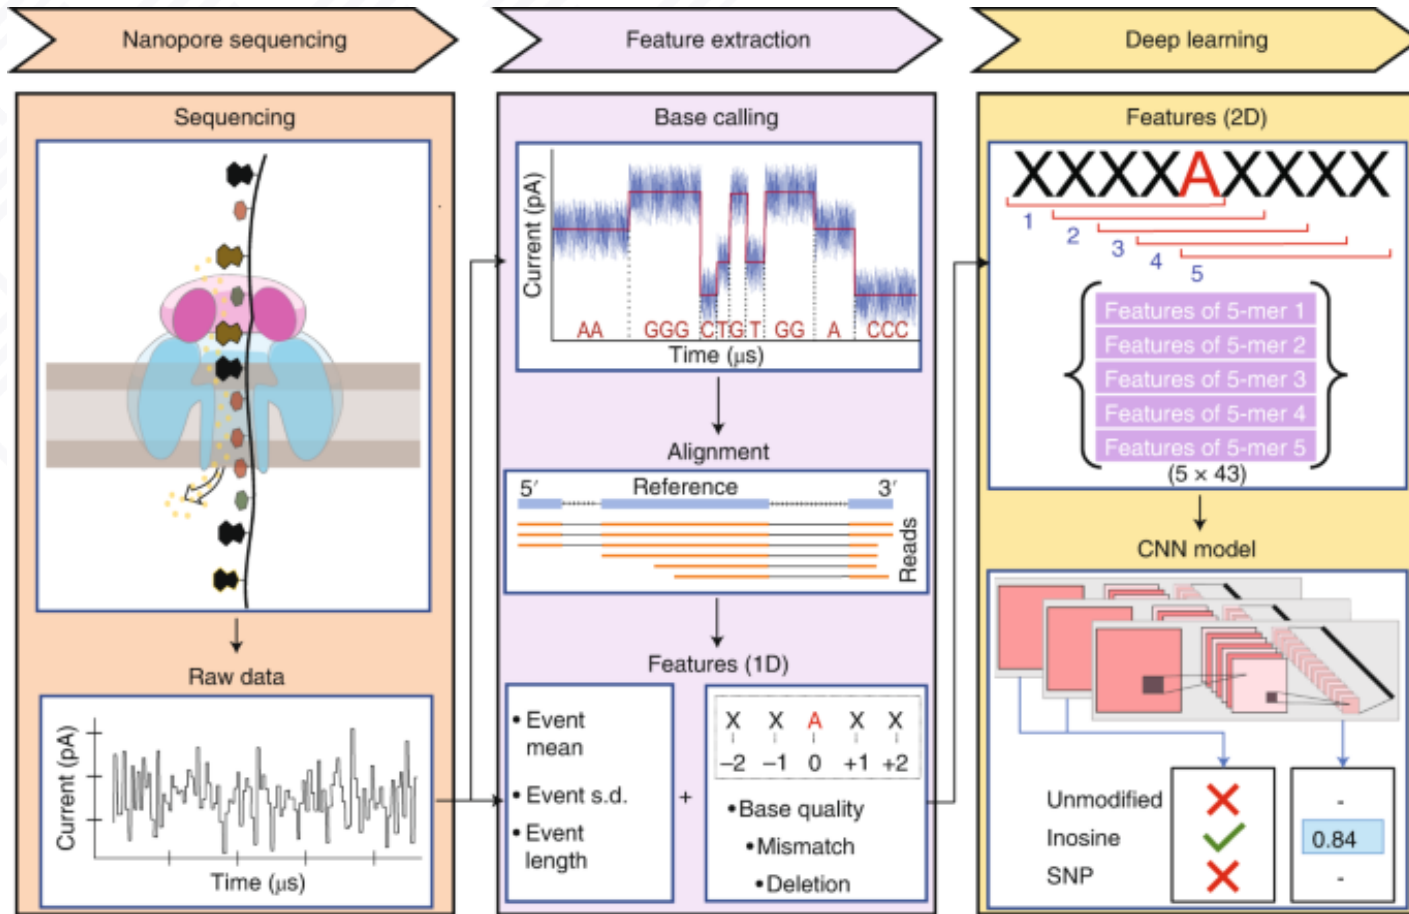 Nanopore sequencing
Feature extraction
Deep learning
Sequencing
Raw data
Current (pA)
Time (μs)
Base calling
Current (pA)
AA GGG C T G T GG A CCC
Time (μs)
Alignment
5′ Reference 3′
Reads
Features (1D)
• Event
mean
• Event s.d.
• Event
length
+
X X A X X
–2 –1 0 +1 +2
•Base quality
•Mismatch
•Deletion
Features (2D)
XXXXAXXXX
1
2
3
4
5
Features of 5-mer 1
Features of 5-mer 2
Features of 5-mer 3
Features of 5-mer 4
Features of 5-mer 5
(5 × 43)
CNN model
Unmodified -
Inosine 0.84
SNP -